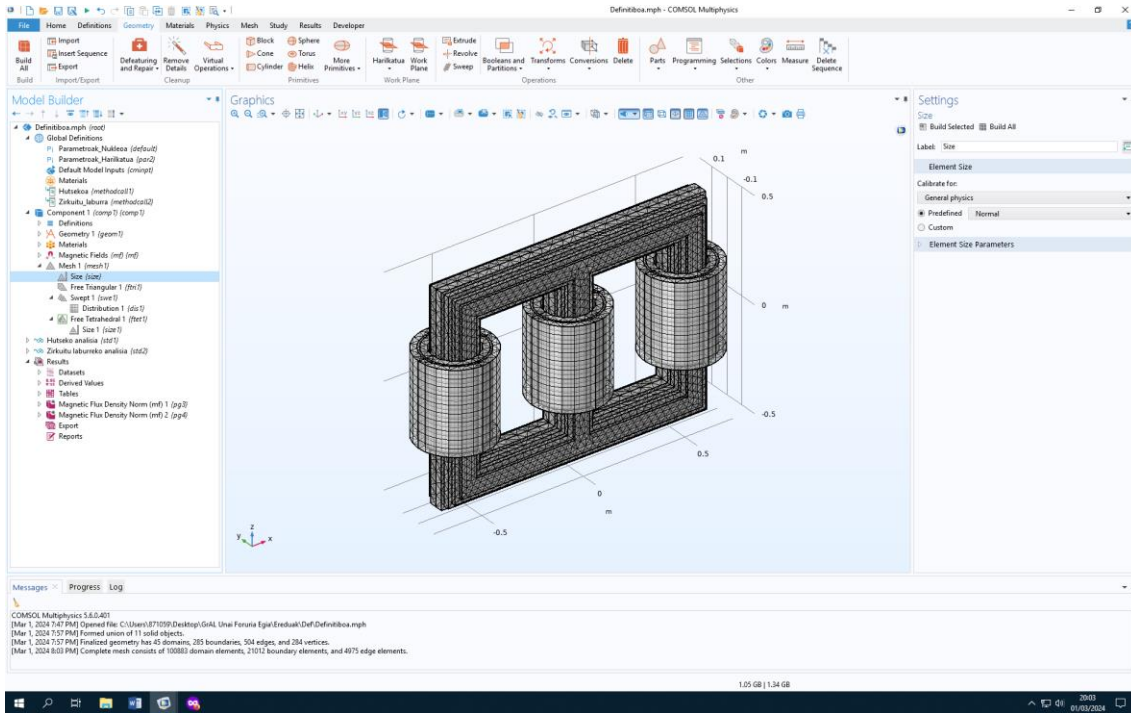 Definitiboa.mph - COMSOL Multiphysics
File Home Definitions Geometry Materials Physics Mesh Study Results Developer
Build All
Import
Insert Sequence
Export
Defeaturing and Repair
Remove Details
Virtual Operations
Block Sphere
Cone Torus
Cylinder Helix
More Primitives
Harilkatua Work Plane
Extrude
Revolve
Sweep
Booleans and Partitions
Transforms Conversions Delete
Parts Programming Selections Colors Measure Delete Sequence
Build Import/Export Cleanup Primitives Work Plane Operations Other
Model Builder
Definitiboa.mph (root)
Global Definitions
Pi Parametroak_Nukleoa (default)
Pi Parametroak_Harilkatua (par2)
Default Model Inputs (cminpt)
Materials
Hutsekoa (methodcall1)
Zirkuitu_laburra (methodcall2)
Component 1 (comp1) (comp1)
Definitions
Geometry 1 (geom1)
Materials
Magnetic Fields (mf) (mf)
Mesh 1 (mesh1)
Size (size)
Free Triangular 1 (ftri1)
Swept 1 (swe1)
Distribution 1 (dis1)
Free Tetrahedral 1 (ftet1)
Size 1 (size1)
Hutseko analisia (std1)
Zirkuitu laburreko analisia (std2)
Results
Datasets
Derived Values
Tables
Magnetic Flux Density Norm (mf) 1 (pg3)
Magnetic Flux Density Norm (mf) 2 (pg4)
Export
Reports
Graphics
0.1
m
-0.1
0.5
0
m
-0.5
0.5
0
m
-0.5
z
y
x
Settings
Size
Build Selected Build All
Label: Size
Element Size
Calibrate for:
General physics
Predefined Normal
Custom
Element Size Parameters
Messages Progress Log
COMSOL Multiphysics 5.6.0.401
[Mar 1, 2024 7:47 PM] Opened file: C:\Users\871059\Desktop\GrAL Unai Foruria Egia\Ereduak\Def\Definitiboa.mph
[Mar 1, 2024 7:57 PM] Formed union of 11 solid objects.
[Mar 1, 2024 7:57 PM] Finalized geometry has 45 domains, 285 boundaries, 504 edges, and 284 vertices.
[Mar 1, 2024 8:03 PM] Complete mesh consists of 100883 domain elements, 21012 boundary elements, and 4975 edge elements.
1.05 GB | 1.34 GB
20:03
01/03/2024